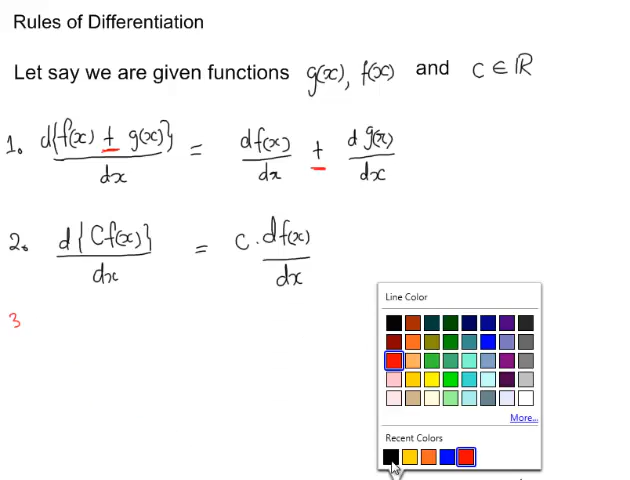 Rules of Differentiation
Let say we are given functions g(x), f(x) and C ∈ ℝ
1. d{f(x) + g(x)}/dx = df(x)/dx + dg(x)/dx
2. d{Cf(x)}/dx = C · df(x)/dx
3
Line Color
More...
Recent Colors